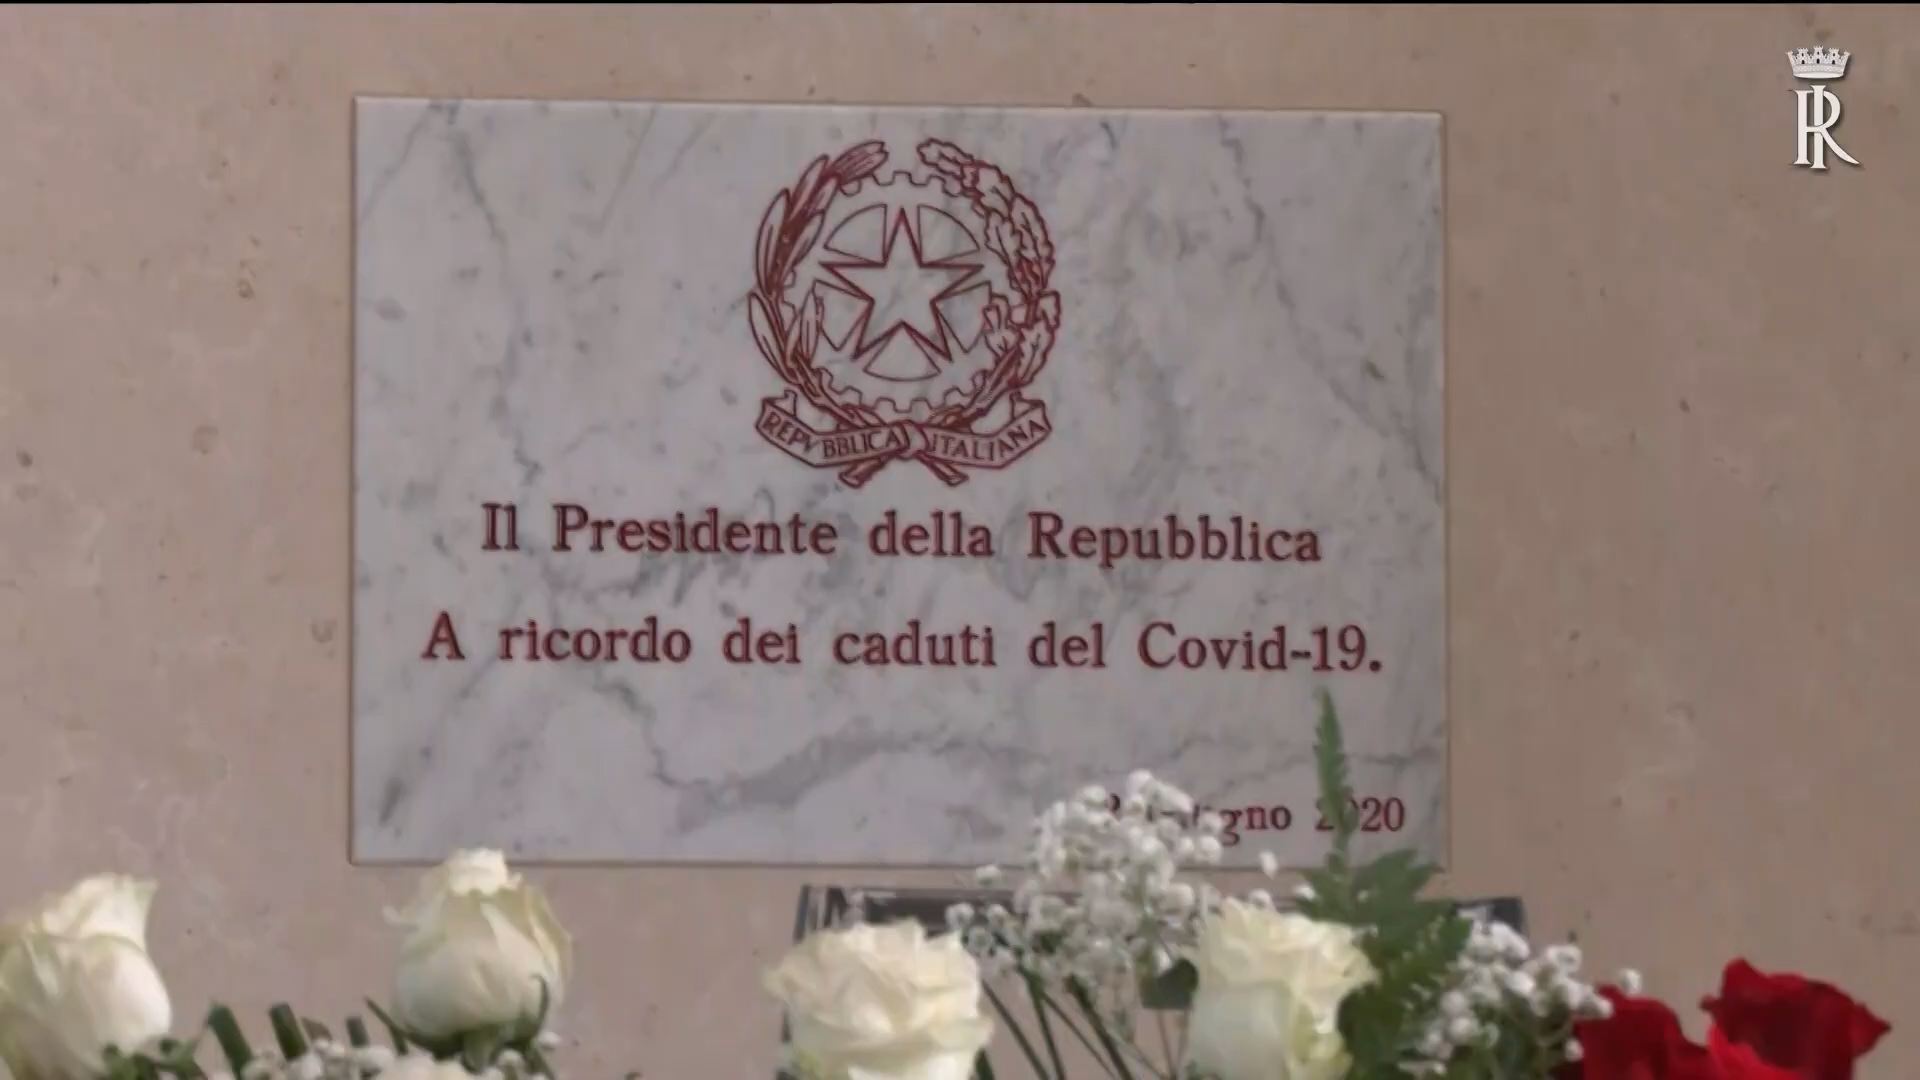 REPVBBLICA ITALIANA
Il Presidente della Repubblica
A ricordo dei caduti del Covid-19.
2020